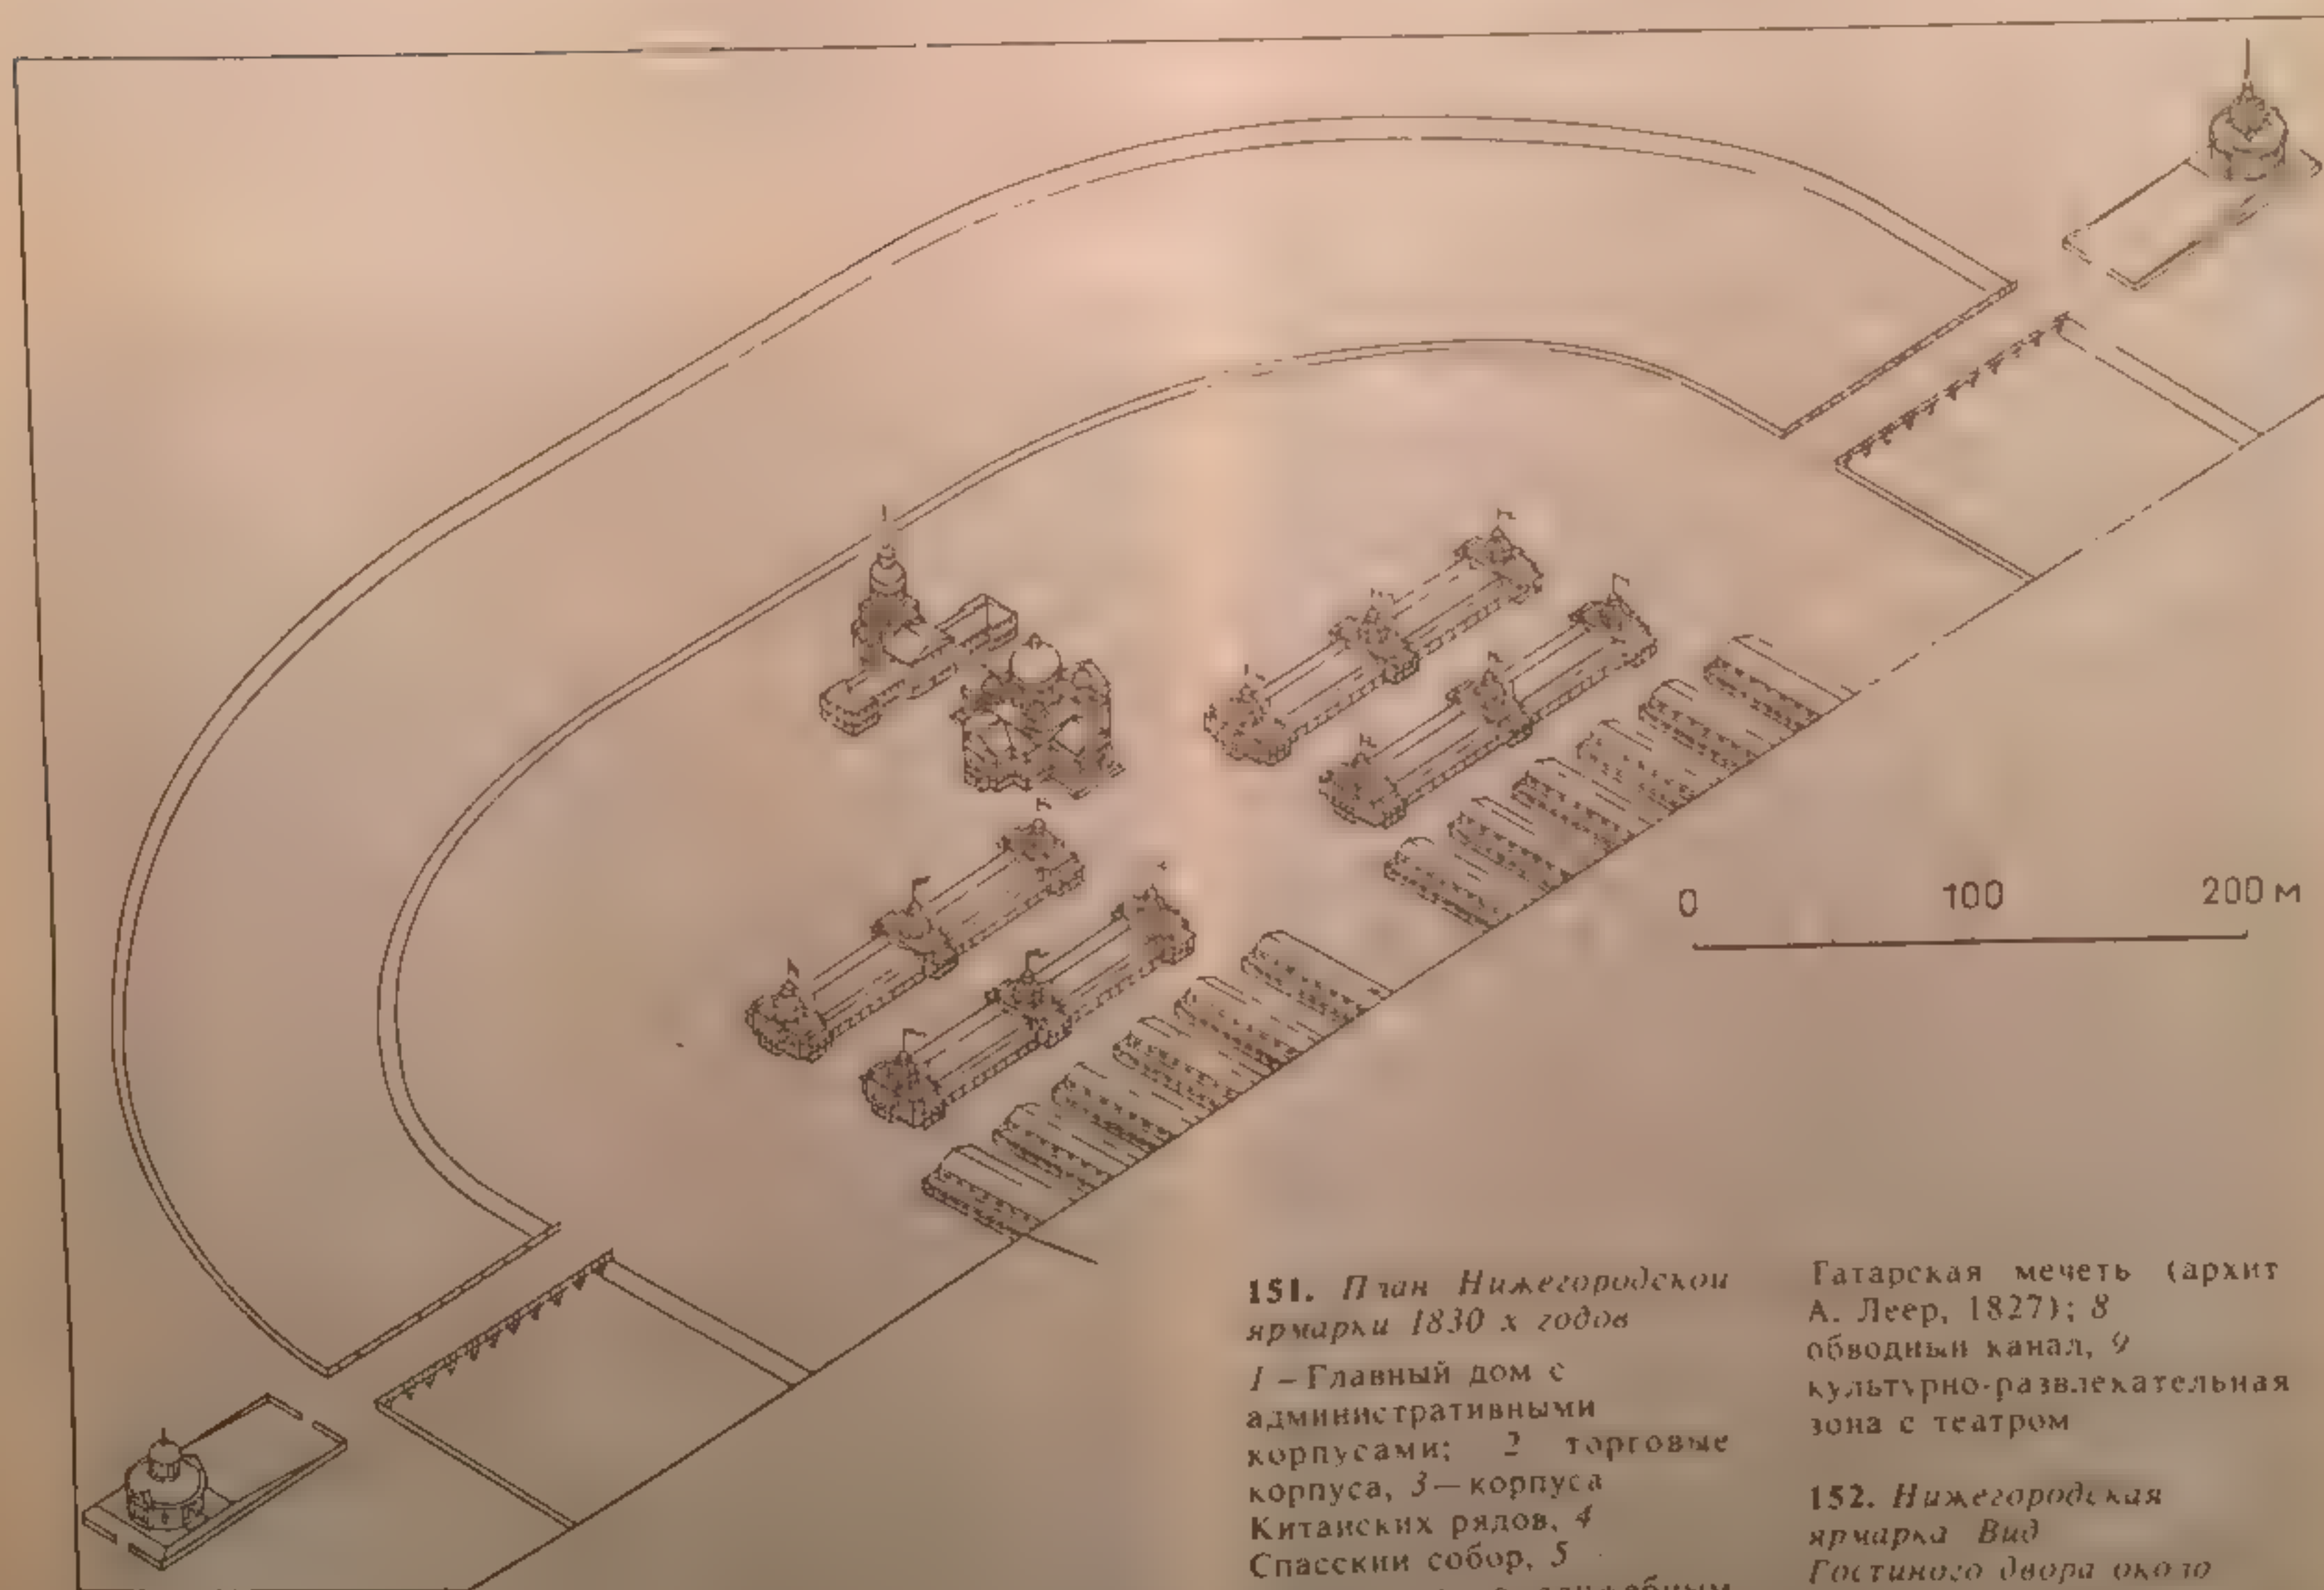 0 100 200 м
151. План Нижегородской
ярмарки 1830 х годов
1 – Главный дом с
административными
корпусами; 2 торговые
корпуса, 3 — корпуса
Китайских рядов, 4
Спасский собор, 5
Татарская мечеть (архит
А. Леер, 1827); 8
обводный канал, 9
культурно-развлекательная
зона с театром
152. Нижегородская
ярмарка Вид
Гостиного двора около